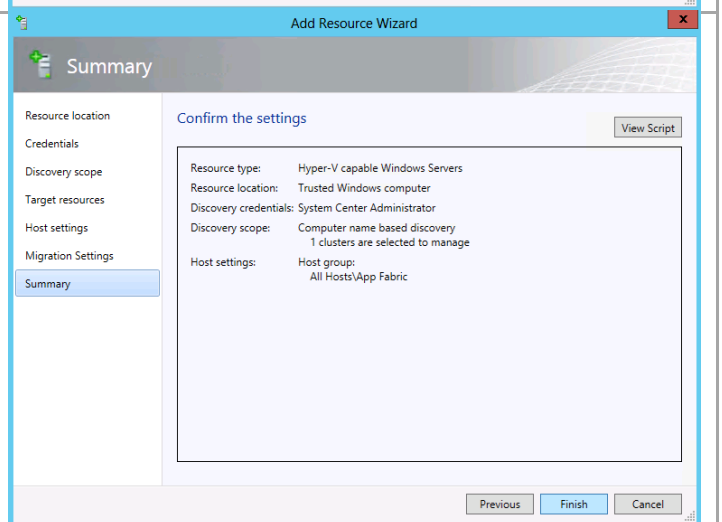 Add Resource Wizard
x
Summary
Resource location
Credentials
Discovery scope
Target resources
Host settings
Migration Settings
Summary
Confirm the settings
View Script
Resource type: Hyper-V capable Windows Servers
Resource location: Trusted Windows computer
Discovery credentials: System Center Administrator
Discovery scope: Computer name based discovery
1 clusters are selected to manage
Host settings: Host group:
All Hosts\App Fabric
Previous Finish Cancel